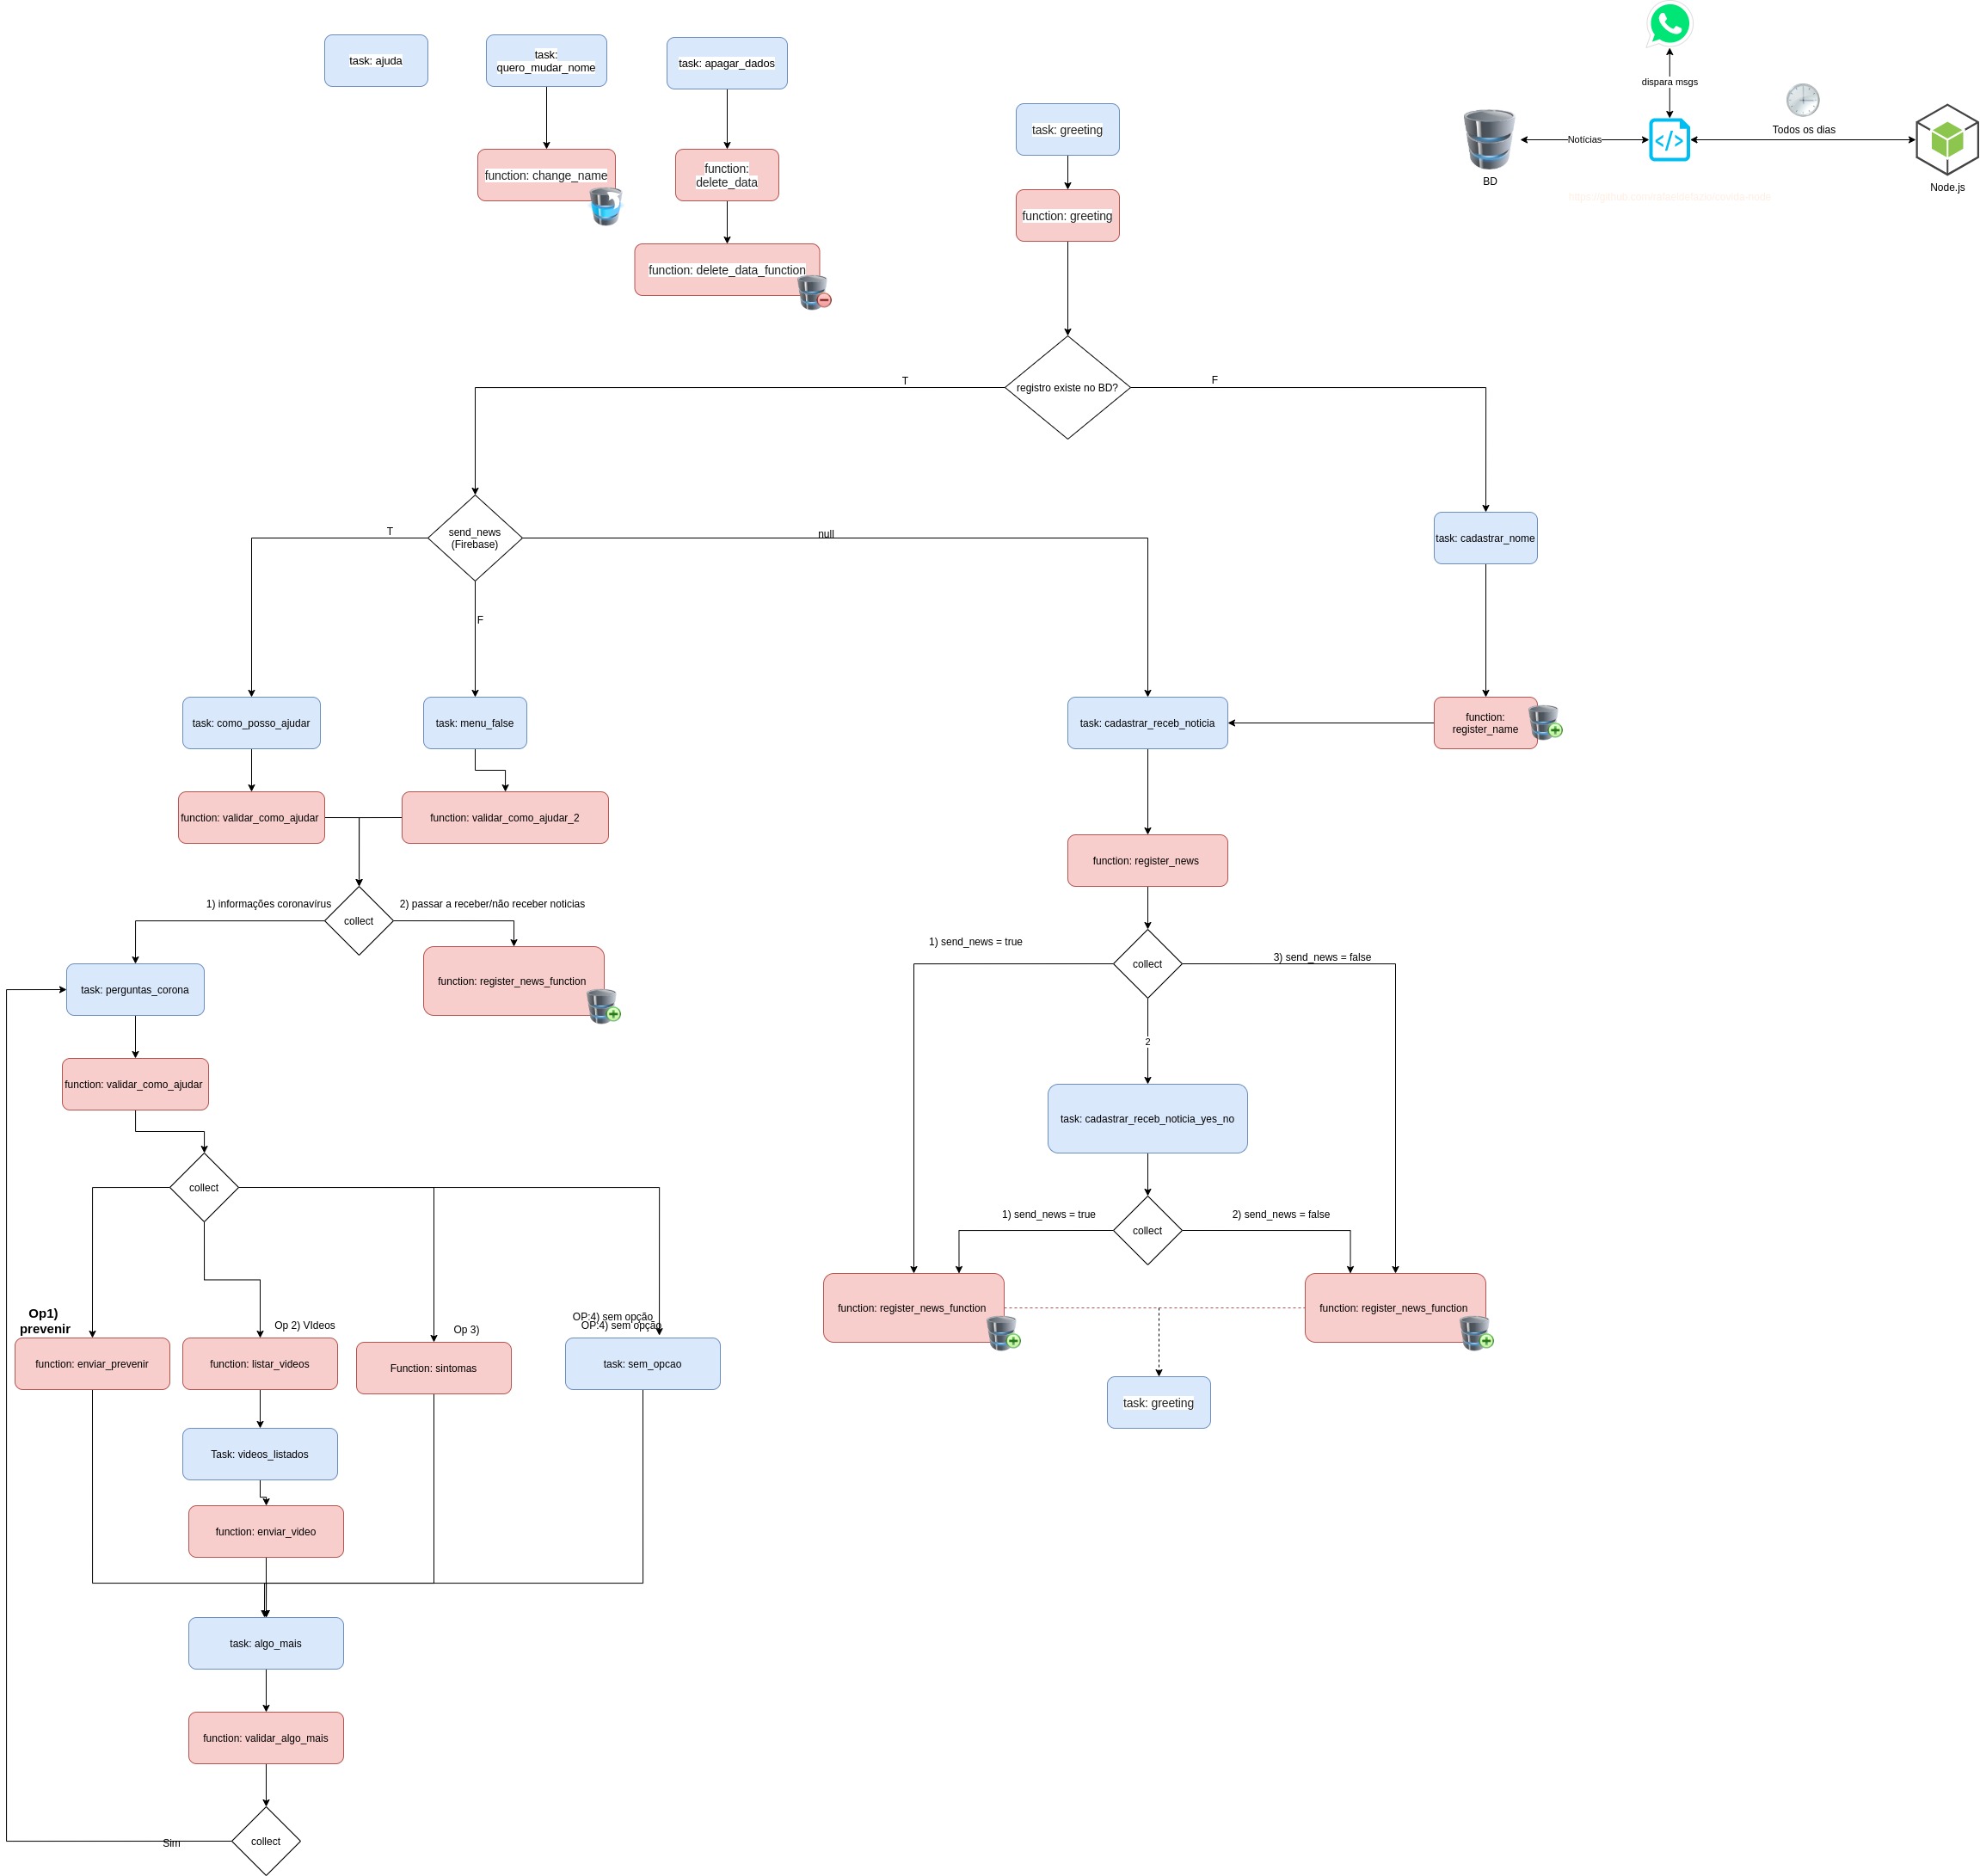 task: ajuda
task:
quero_mudar_nome
task: apagar_dados
dispara msgs
Todos os dias
task: greeting
Notícias
BD
Node.js
function: change_name
function:
delete_data
function: greeting
function: delete_data_function
registro existe no BD?
T
F
send_news
(Firebase)
T
null
F
task: cadastrar_nome
task: como_posso_ajudar
task: menu_false
task: cadastrar_receb_noticia
function:
register_name
function: validar_como_ajudar
function: validar_como_ajudar_2
function: register_news
1) informações coronavírus
collect
2) passar a receber/não receber noticias
function: register_news_function
1) send_news = true
collect
3) send_news = false
2
task: perguntas_corona
function: validar_como_ajudar
collect
task: cadastrar_receb_noticia_yes_no
1) send_news = true
collect
2) send_news = false
function: register_news_function
function: register_news_function
task: greeting
Op1)
prevenir
Op 2) VIdeos
Op 3)
OP:4) sem opção
OP:4) sem opção
function: enviar_prevenir
function: listar_videos
Function: sintomas
task: sem_opcao
Task: videos_listados
function: enviar_video
task: algo_mais
function: validar_algo_mais
Sim
collect